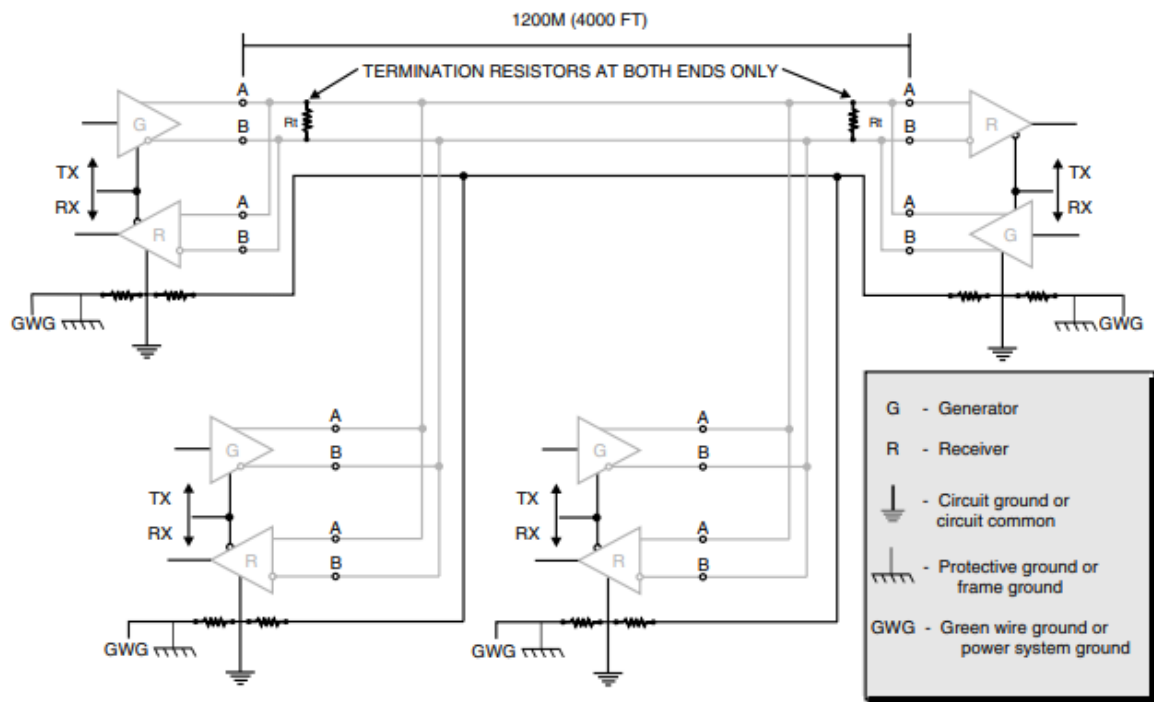 1200M (4000 FT)
TERMINATION RESISTORS AT BOTH ENDS ONLY
A
A
G
B
Rt
Rt
B
R
TX
TX
RX
A
A
RX
R
B
B
G
GWG
GWG
A
A
G
B
G
B
TX
TX
RX
A
RX
A
R
B
R
B
GWG
GWG
G - Generator
R - Receiver
- Circuit ground or
circuit common
- Protective ground or
frame ground
GWG - Green wire ground or
power system ground